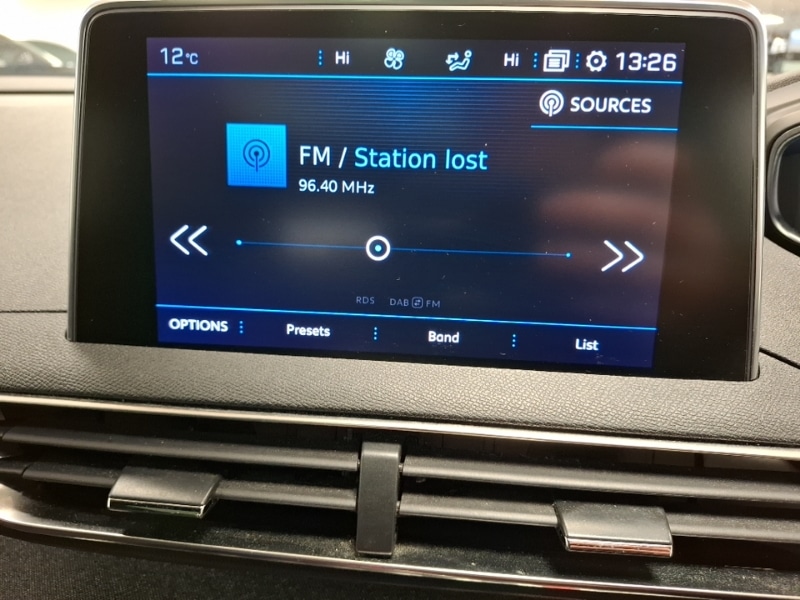 12°C Hi Hi 13:26
SOURCES
FM / Station lost
96.40 MHz
RDS DAB FM
OPTIONS Presets Band List